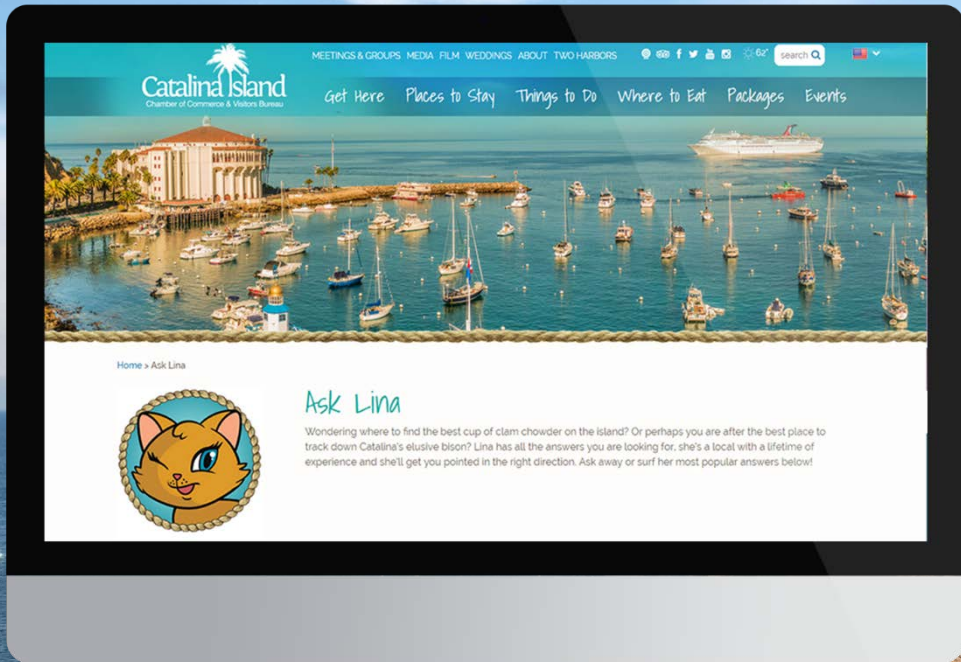 MEETINGS & GROUPS MEDIA FILM WEDDINGS ABOUT TWO HARBORS
62°
search
Catalina Island
Chamber of Commerce & Visitors Bureau
Get Here Places to Stay Things to Do Where to Eat Packages Events
Home » Ask Lina
Ask Lina
Wondering where to find the best cup of clam chowder on the island? Or perhaps you are after the best place to
track down Catalina's elusive bison? Lina has all the answers you are looking for, she's a local with a lifetime of
experience and she'll get you pointed in the right direction. Ask away or surf her most popular answers below!